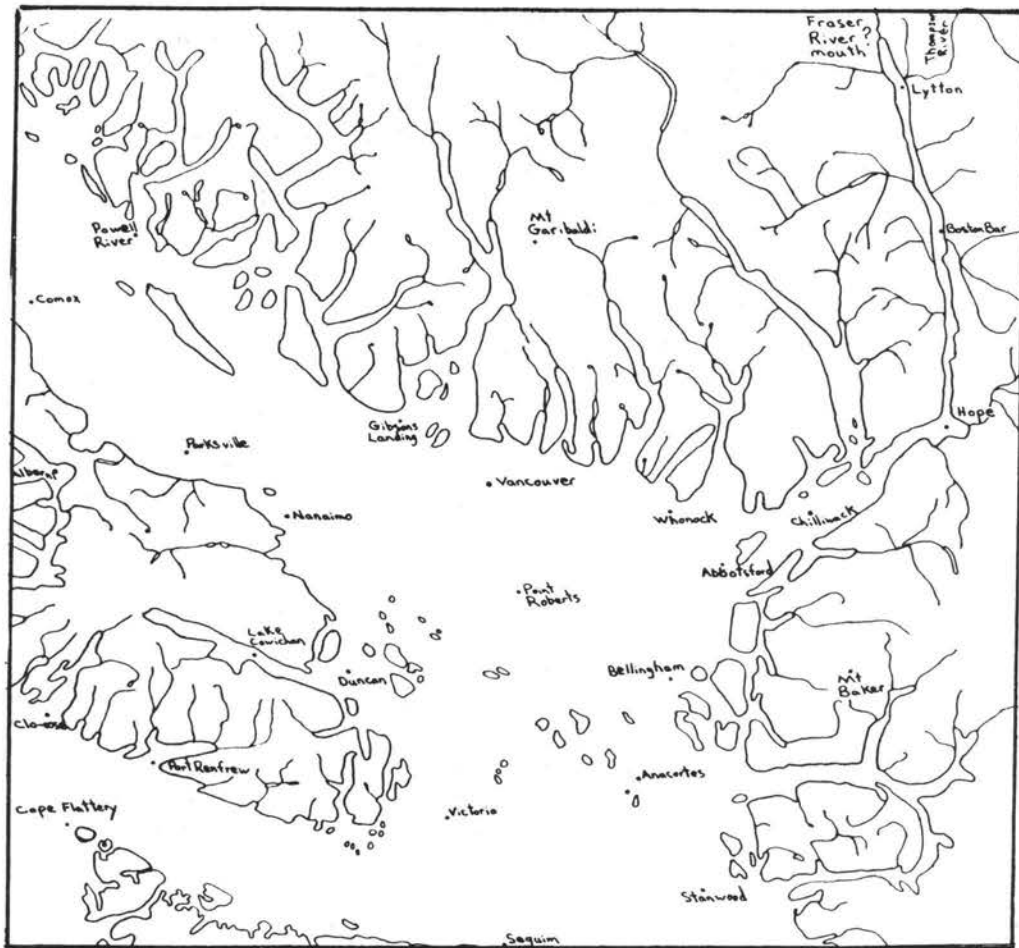 Fraser
River ?
mouth
Thompson
River
Lytton
Powell
River
Mt
Garibaldi
Boston Bar
Comox
Hope
Gibsons
Landing
Parksville
Alberni
Vancouver
Nanaimo
Whonock
Chilliwack
Abbotsford
Point
Roberts
Lake
Cowichan
Duncan
Bellingham
Mt
Baker
Clo-oose
Port Renfrew
Anacortes
Cape Flattery
Victoria
Stanwood
Sequim